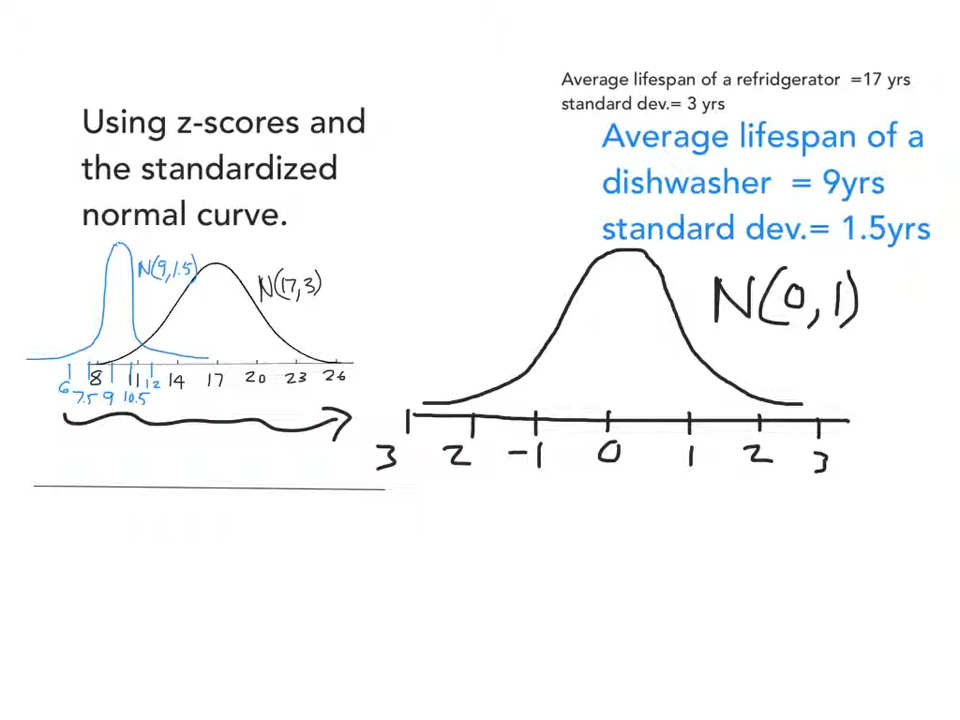 Average lifespan of a refridgerator =17 yrs
standard dev.= 3 yrs
Using z-scores and
the standardized
normal curve.
Average lifespan of a
dishwasher = 9yrs
standard dev.= 1.5yrs
N(9,1.5)
N(17,3)
N(0,1)
8 11 14 17 20 23 26
6 7.5 9 10.5 12
3 2 -1 0 1 2 3